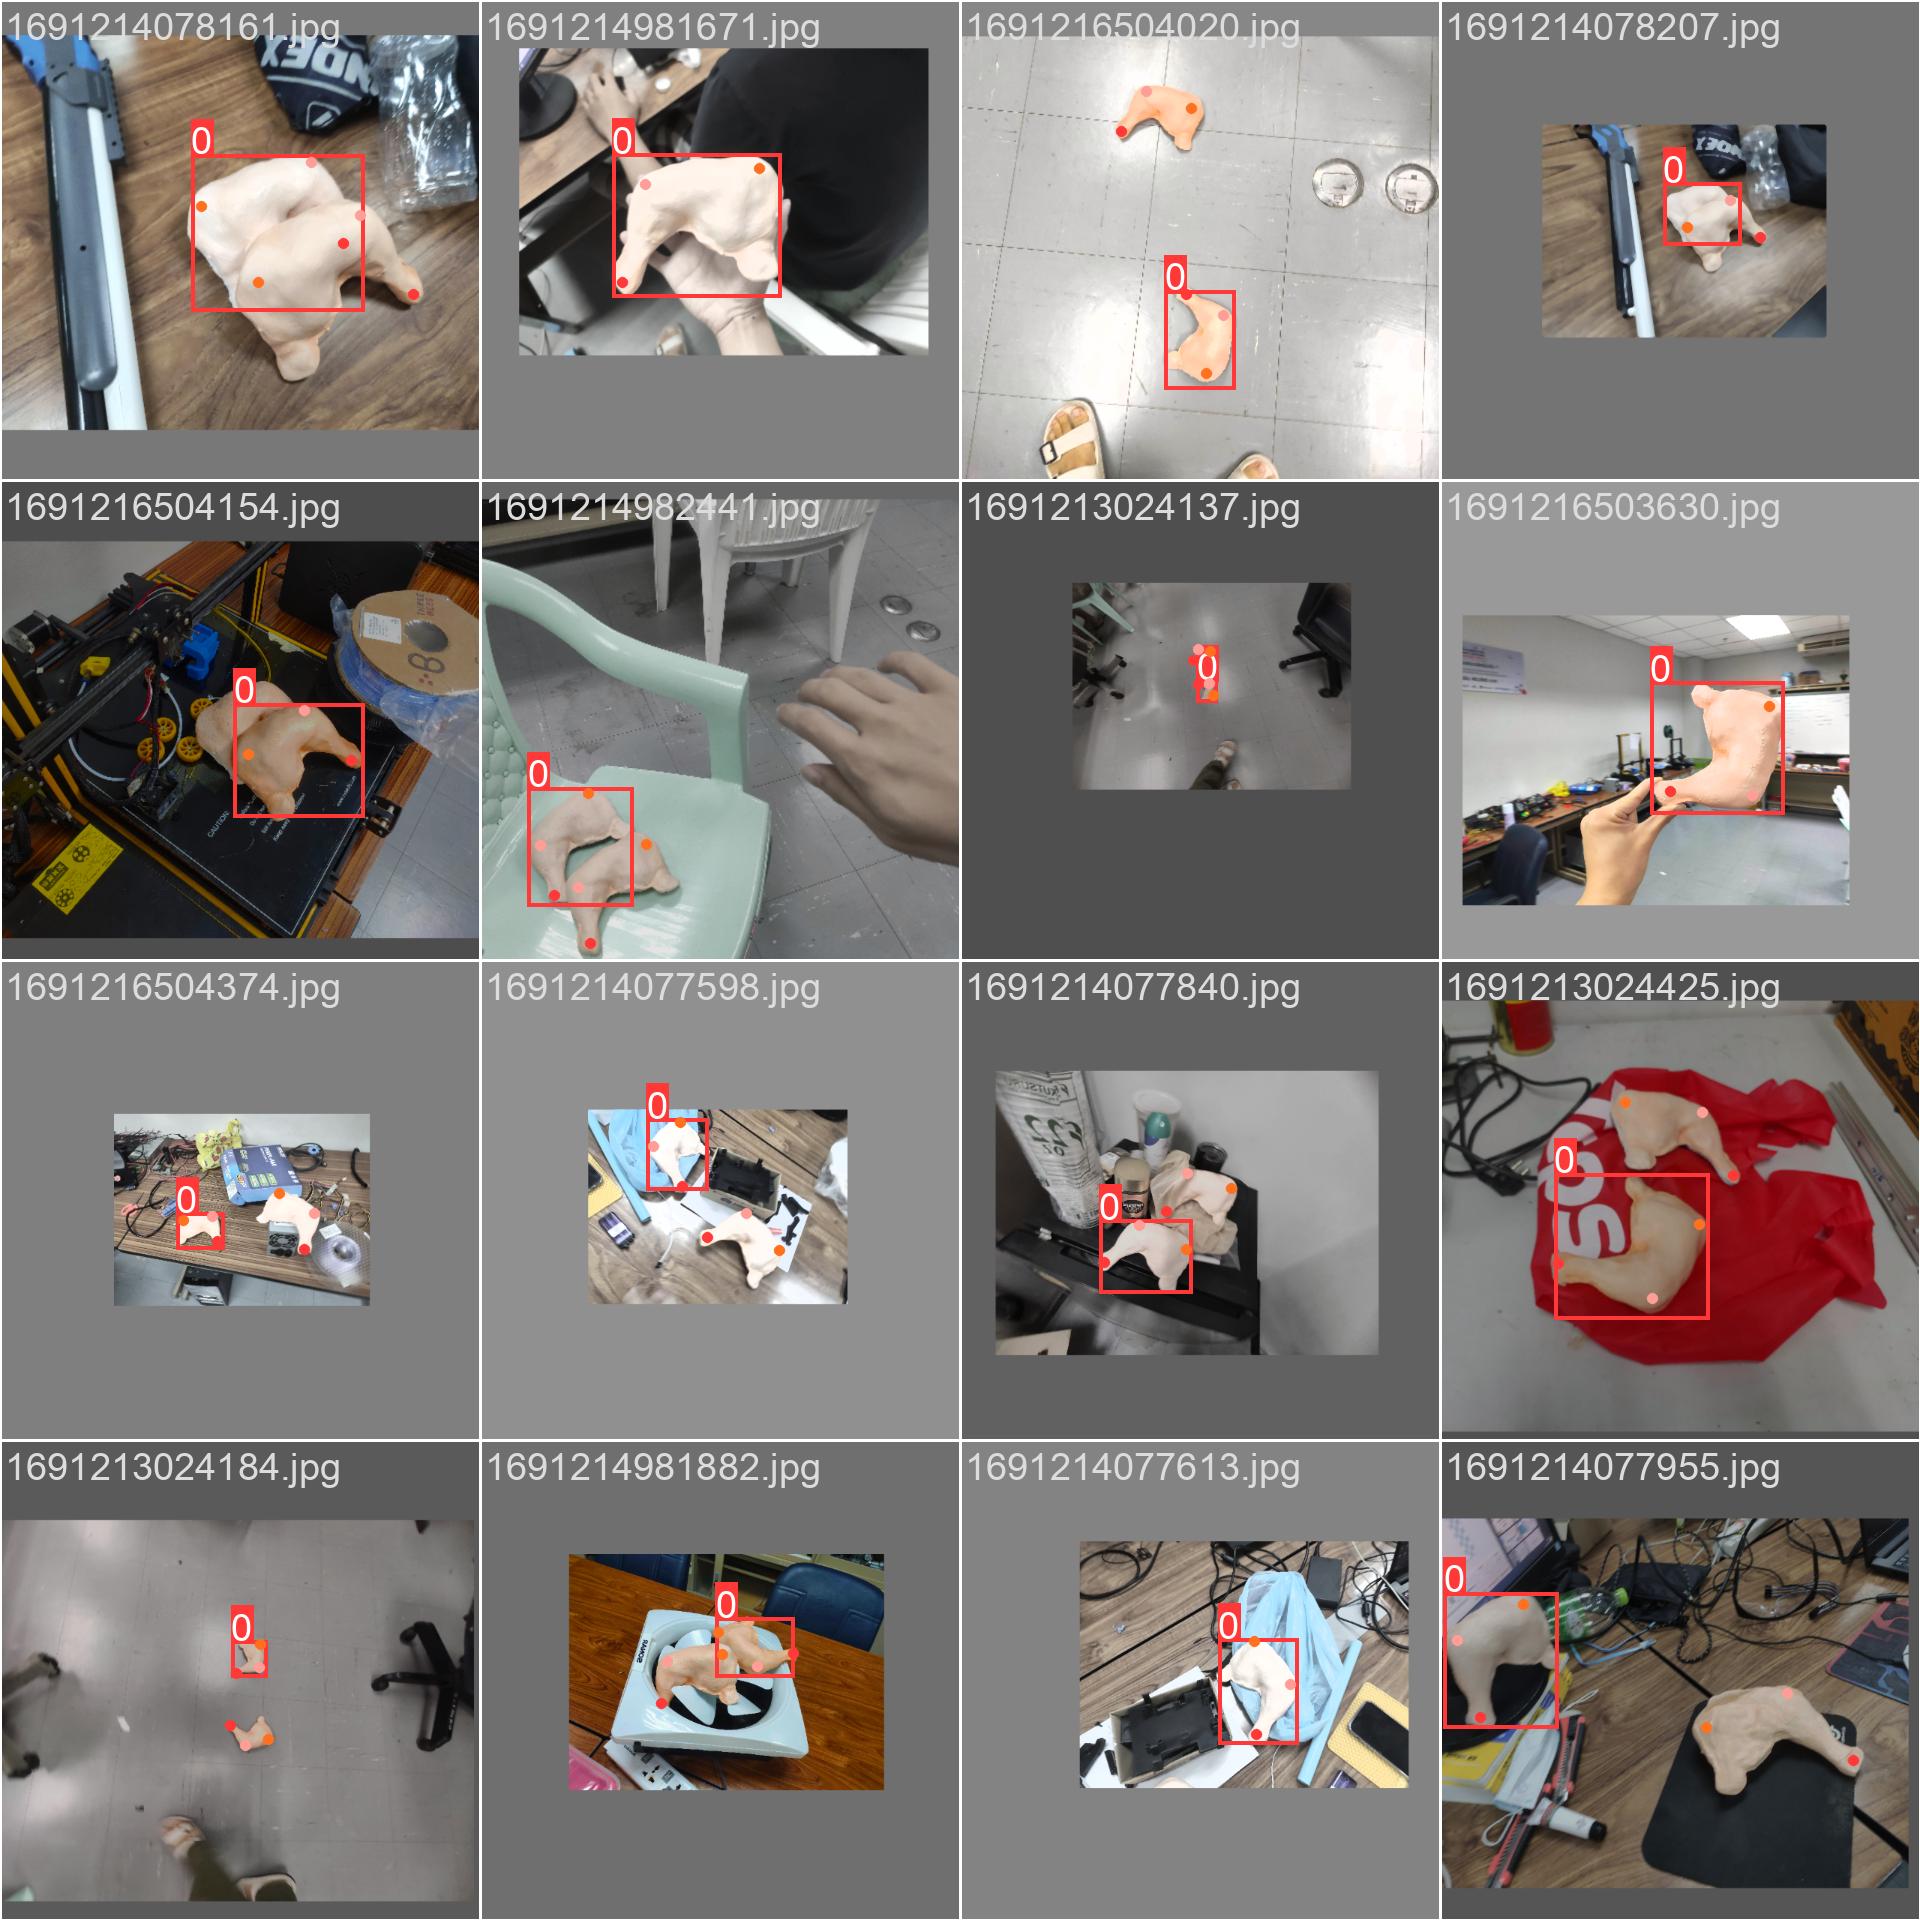 1691214078161.jpg
1691214981671.jpg
1691216504020.jpg
1691214078207.jpg
0
0
0
0
1691216504154.jpg
1691214982441.jpg
1691213024137.jpg
1691216503630.jpg
0
0
0
0
CAUTION
1691216504374.jpg
1691214077598.jpg
1691214077840.jpg
1691213024425.jpg
0
0
0
0
1691213024184.jpg
1691214981882.jpg
1691214077613.jpg
1691214077955.jpg
0
0
0
0